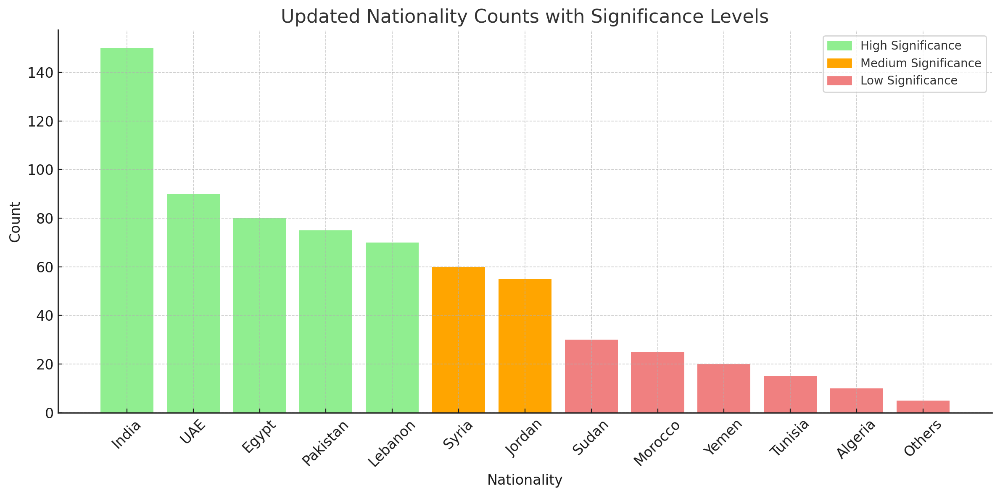 Updated Nationality Counts with Significance Levels
High Significance
Medium Significance
Low Significance
Count
140
120
100
80
60
40
20
0
India
UAE
Egypt
Pakistan
Lebanon
Syria
Jordan
Sudan
Morocco
Yemen
Tunisia
Algeria
Others
Nationality